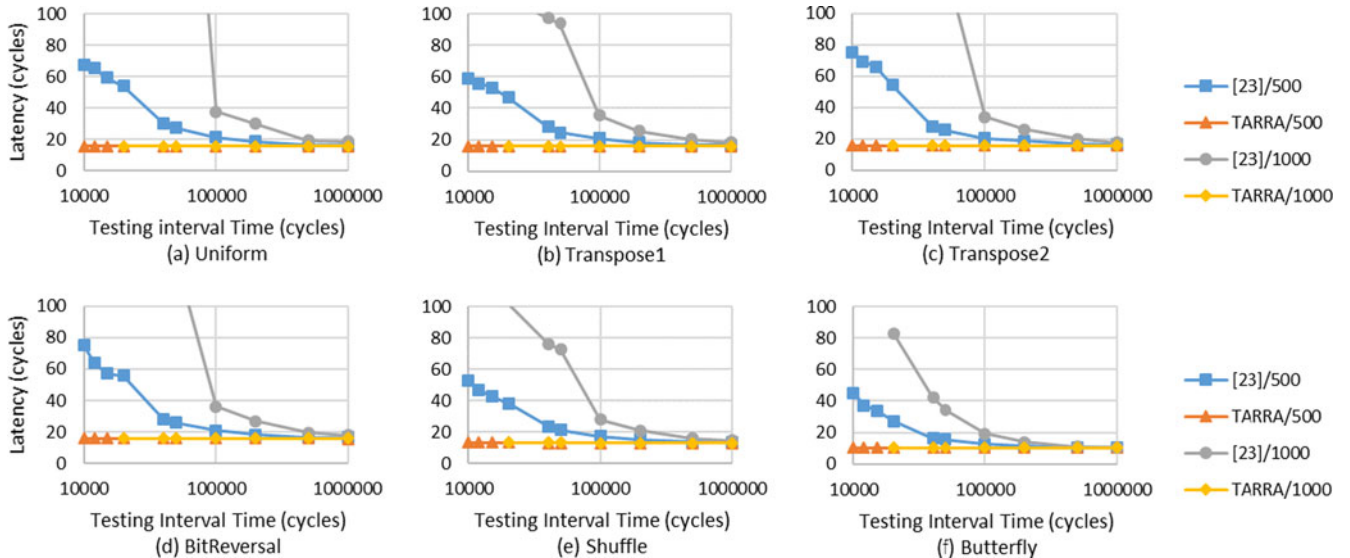 Latency (cycles)
100
80
60
40
20
0
10000 100000 1000000
Testing interval Time (cycles)
(a) Uniform
100
80
60
40
20
0
10000 100000 1000000
Testing Interval Time (cycles)
(b) Transpose1
100
80
60
40
20
0
10000 100000 1000000
Testing Interval Time (cycles)
(c) Transpose2
[23]/500
TARRA/500
[23]/1000
TARRA/1000
Latency (cycles)
100
80
60
40
20
0
10000 100000 1000000
Testing Interval Time (cycles)
(d) BitReversal
100
80
60
40
20
0
10000 100000 1000000
Testing Interval Time (cycles)
(e) Shuffle
100
80
60
40
20
0
10000 100000 1000000
Testing Interval Time (cycles)
(f) Butterfly
[23]/500
TARRA/500
[23]/1000
TARRA/1000